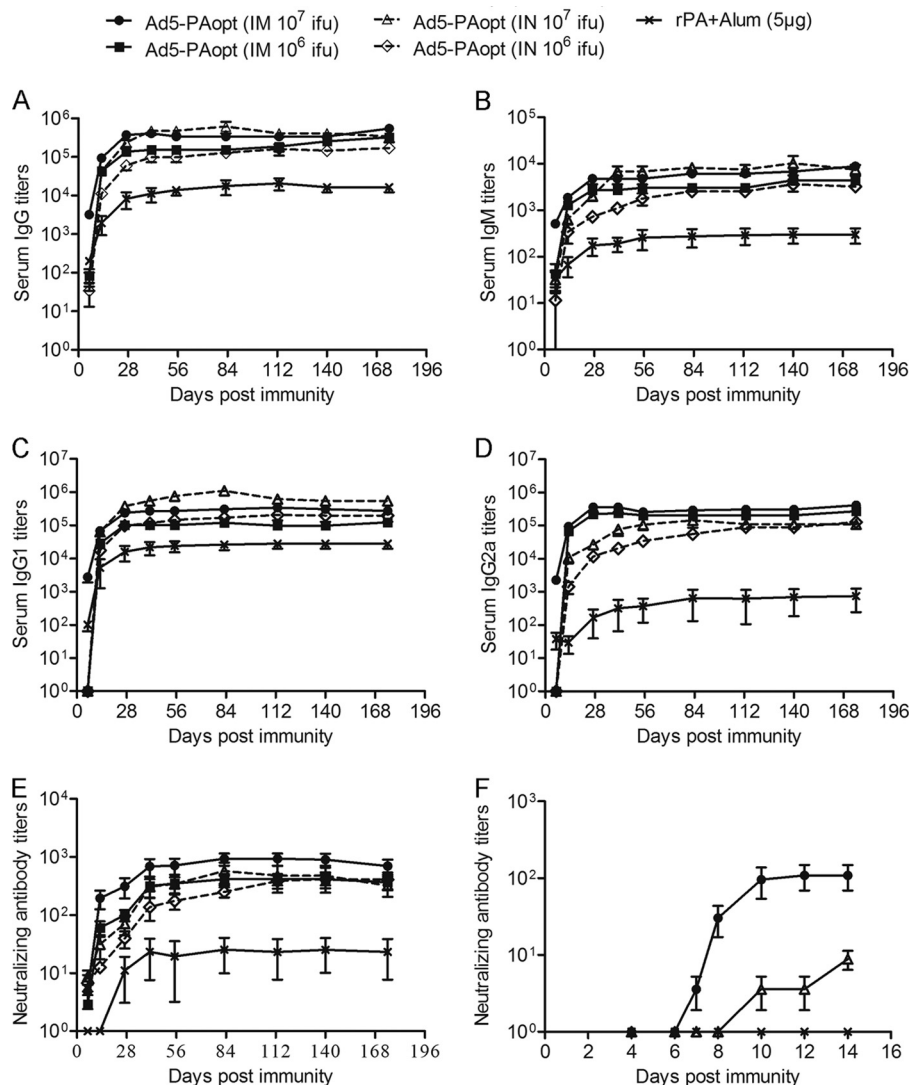 Ad5-PAopt (IM 10⁷ ifu) Ad5-PAopt (IN 10⁷ ifu) rPA+Alum (5μg)
Ad5-PAopt (IM 10⁶ ifu) Ad5-PAopt (IN 10⁶ ifu)
A
Serum IgG titers
10⁶
10⁵
10⁴
10³
10²
10¹
10⁰
0 28 56 84 112 140 168 196
Days post immunity
B
Serum IgM titers
10⁵
10⁴
10³
10²
10¹
10⁰
0 28 56 84 112 140 168 196
Days post immunity
C
Serum IgG1 titers
10⁷
10⁶
10⁵
10⁴
10³
10²
10¹
10⁰
0 28 56 84 112 140 168 196
Days post immunity
D
Serum IgG2a titers
10⁷
10⁶
10⁵
10⁴
10³
10²
10¹
10⁰
0 28 56 84 112 140 168 196
Days post immunity
E
Neutralizing antibody titers
10⁴
10³
10²
10¹
10⁰
0 28 56 84 112 140 168 196
Days post immunity
F
Neutralizing antibody titers
10³
10²
10¹
10⁰
0 2 4 6 8 10 12 14 16
Days post immunity